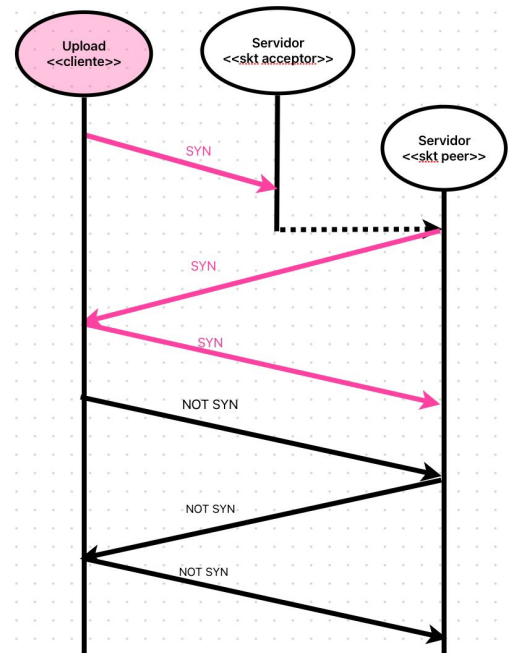 Upload
<<cliente>>
Servidor
<<skt acceptor>>
Servidor
<<skt peer>>
SYN
SYN
SYN
NOT SYN
NOT SYN
NOT SYN